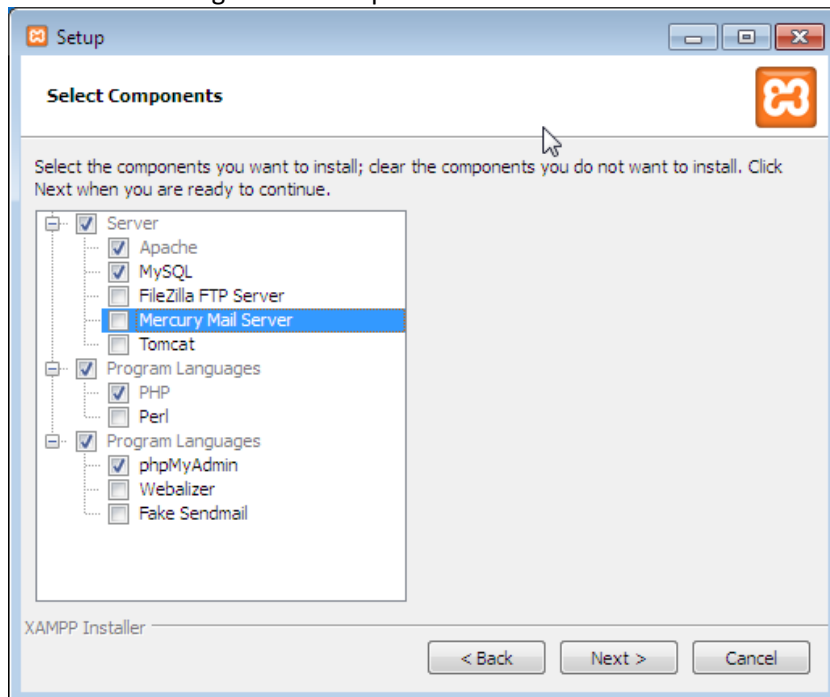 Setup
Select Components
Select the components you want to install; clear the components you do not want to install. Click
Next when you are ready to continue.
Server
Apache
MySQL
FileZilla FTP Server
Mercury Mail Server
Tomcat
Program Languages
PHP
Perl
Program Languages
phpMyAdmin
Webalizer
Fake Sendmail
XAMPP Installer
< Back Next > Cancel